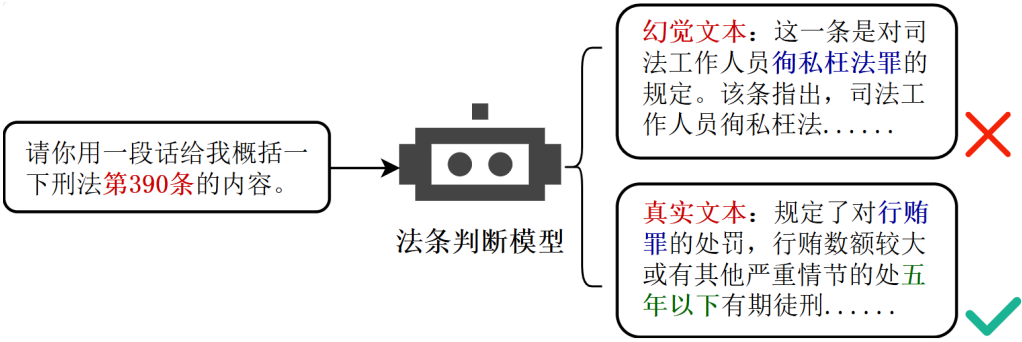 请你用一段话给我概括一
下刑法第390条的内容。
法条判断模型
幻觉文本：这一条是对司
法工作人员徇私枉法罪的
规定。该条指出，司法工
作人员徇私枉法......
真实文本：规定了对行贿
罪的处罚，行贿数额较大
或有其他严重情节的处五
年以下有期徒刑......